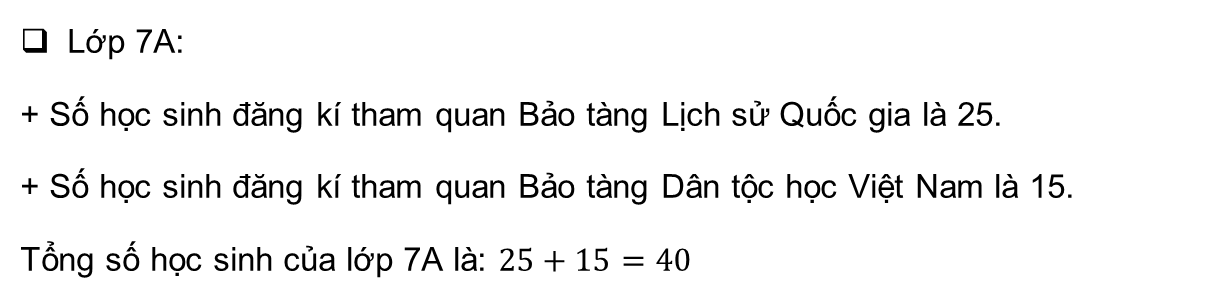 ❑ Lớp 7A:
+ Số học sinh đăng kí tham quan Bảo tàng Lịch sử Quốc gia là 25.
+ Số học sinh đăng kí tham quan Bảo tàng Dân tộc học Việt Nam là 15.
Tổng số học sinh của lớp 7A là: 25 + 15 = 40